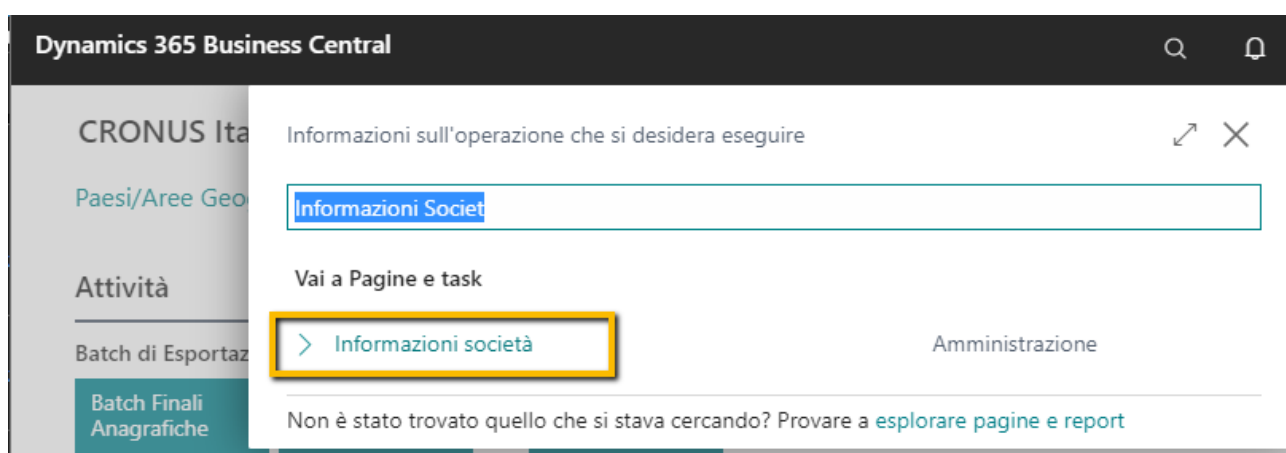 Dynamics 365 Business Central
CRONUS Ita
Informazioni sull'operazione che si desidera eseguire
Paesi/Aree Geo
Informazioni Societ
Attività
Vai a Pagine e task
Informazioni società
Amministrazione
Batch di Esportaz
Batch Finali
Anagrafiche
Non è stato trovato quello che si stava cercando? Provare a esplorare pagine e report